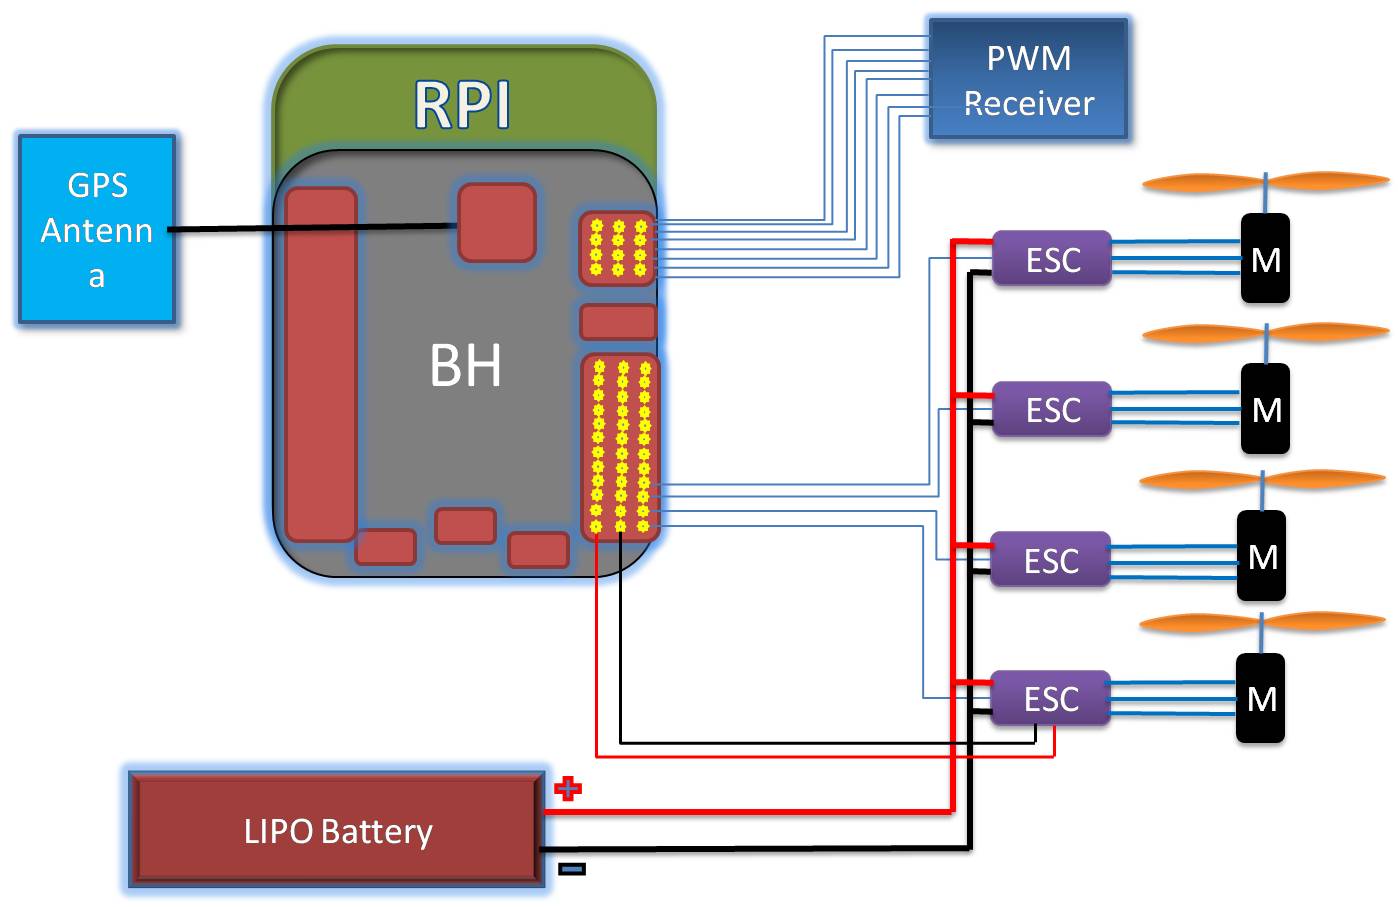 RPI
PWM
Receiver
GPS
Antenn
a
BH
ESC
M
ESC
M
ESC
M
ESC
M
LIPO Battery